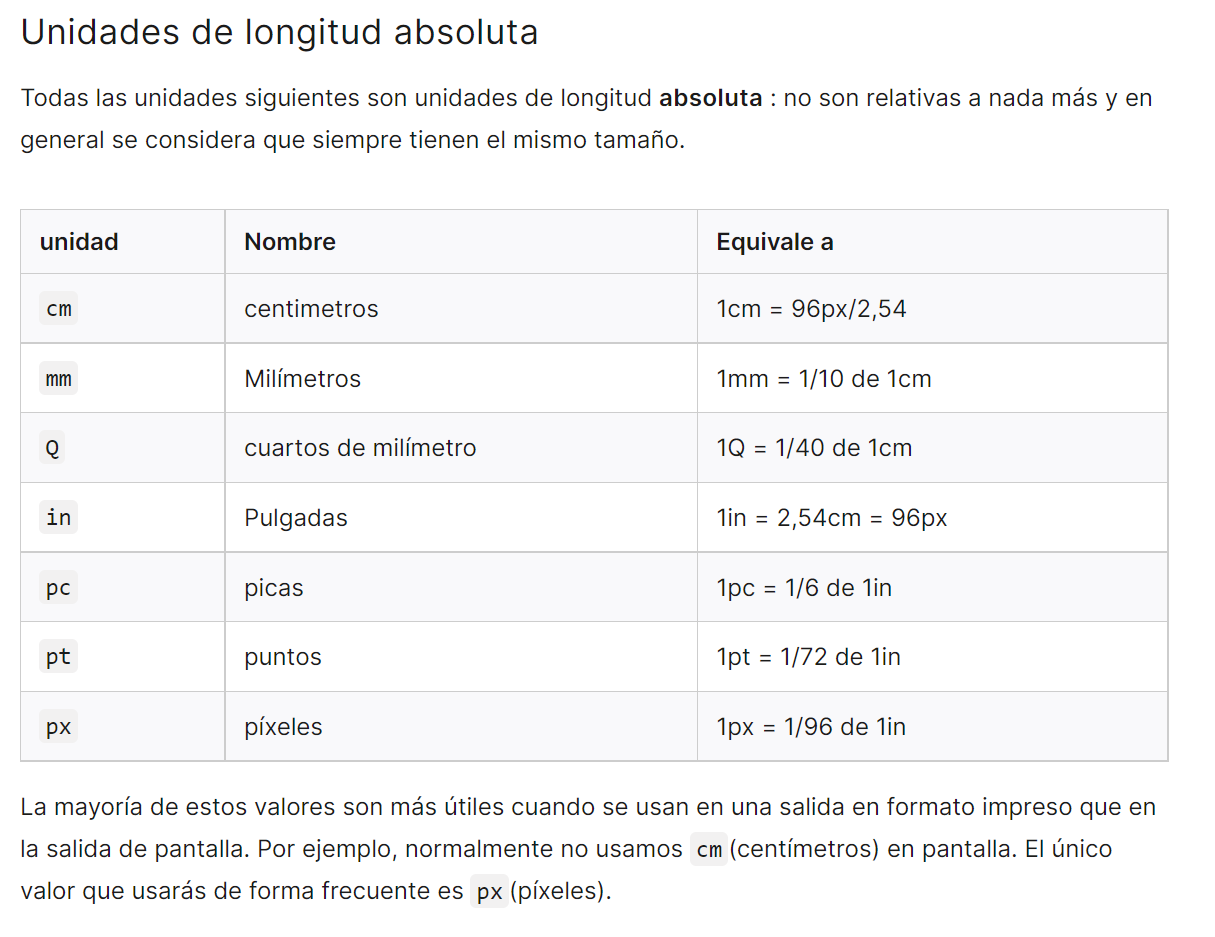 Unidades de longitud absoluta
Todas las unidades siguientes son unidades de longitud absoluta : no son relativas a nada más y en
general se considera que siempre tienen el mismo tamaño.
unidad Nombre Equivale a
cm centimetros 1cm = 96px/2,54
mm Milímetros 1mm = 1/10 de 1cm
Q cuartos de milímetro 1Q = 1/40 de 1cm
in Pulgadas 1in = 2,54cm = 96px
pc picas 1pc = 1/6 de 1in
pt puntos 1pt = 1/72 de 1in
px píxeles 1px = 1/96 de 1in
La mayoría de estos valores son más útiles cuando se usan en una salida en formato impreso que en
la salida de pantalla. Por ejemplo, normalmente no usamos cm (centímetros) en pantalla. El único
valor que usarás de forma frecuente es px (píxeles).